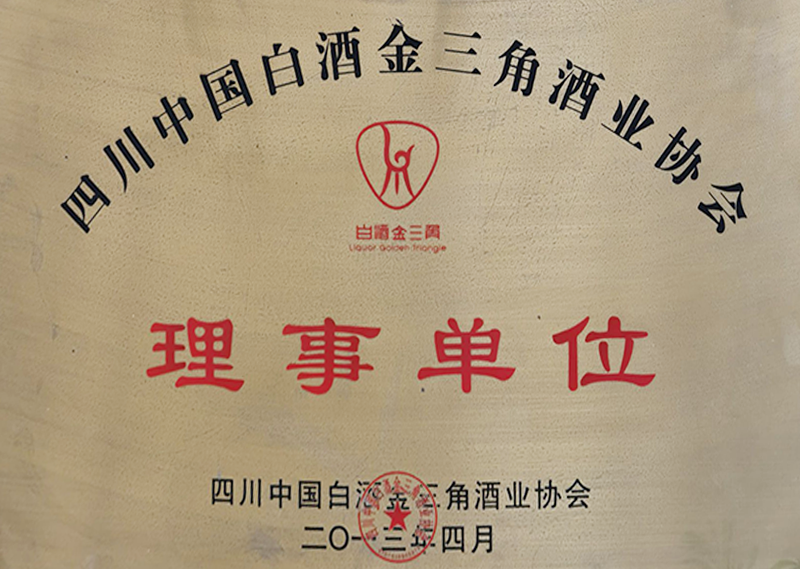 四川中国白酒金三角酒业协会
白酒金三角
Liquor Golden Triangle
理事单位
四川中国白酒金三角酒业协会
二〇一三年四月